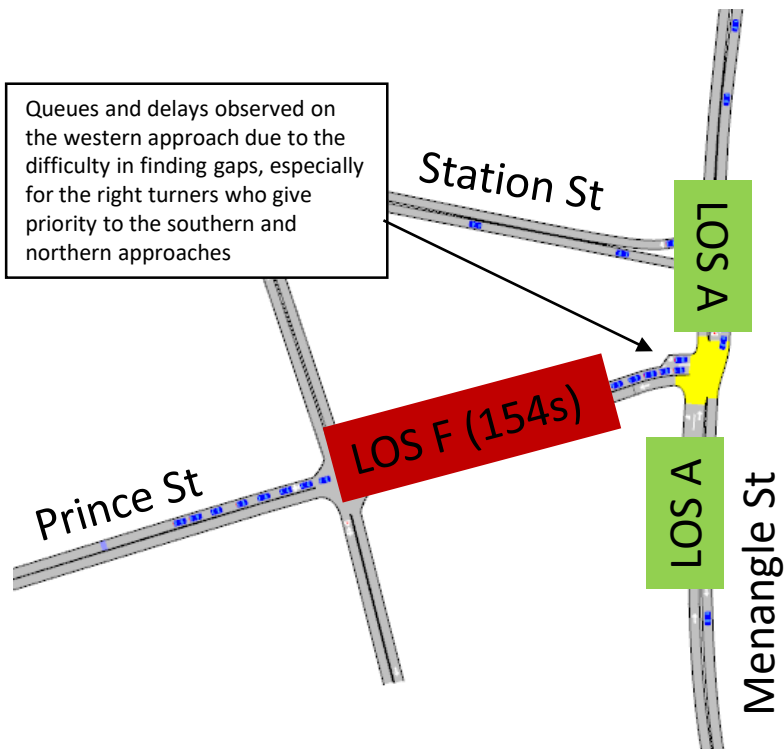 Queues and delays observed on
the western approach due to the
difficulty in finding gaps, especially
for the right turners who give
priority to the southern and
northern approaches
Station St
LOS A
LOS F (154s)
Prince St
LOS A
Menangle St